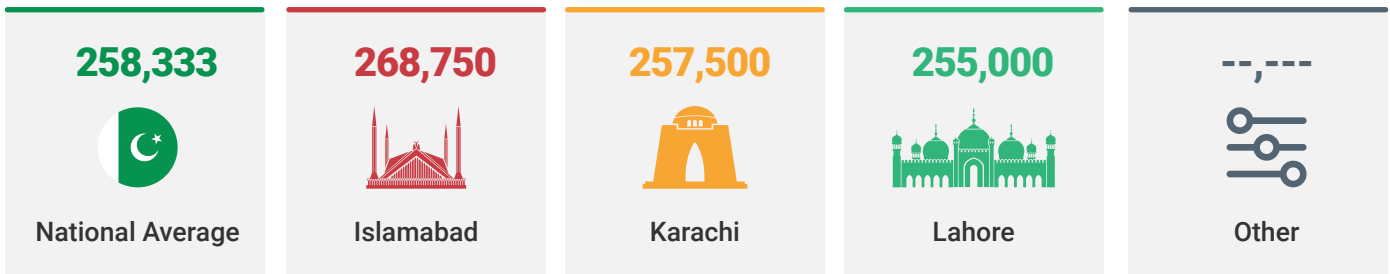 258,333
National Average
268,750
Islamabad
257,500
Karachi
255,000
Lahore
--,---
Other